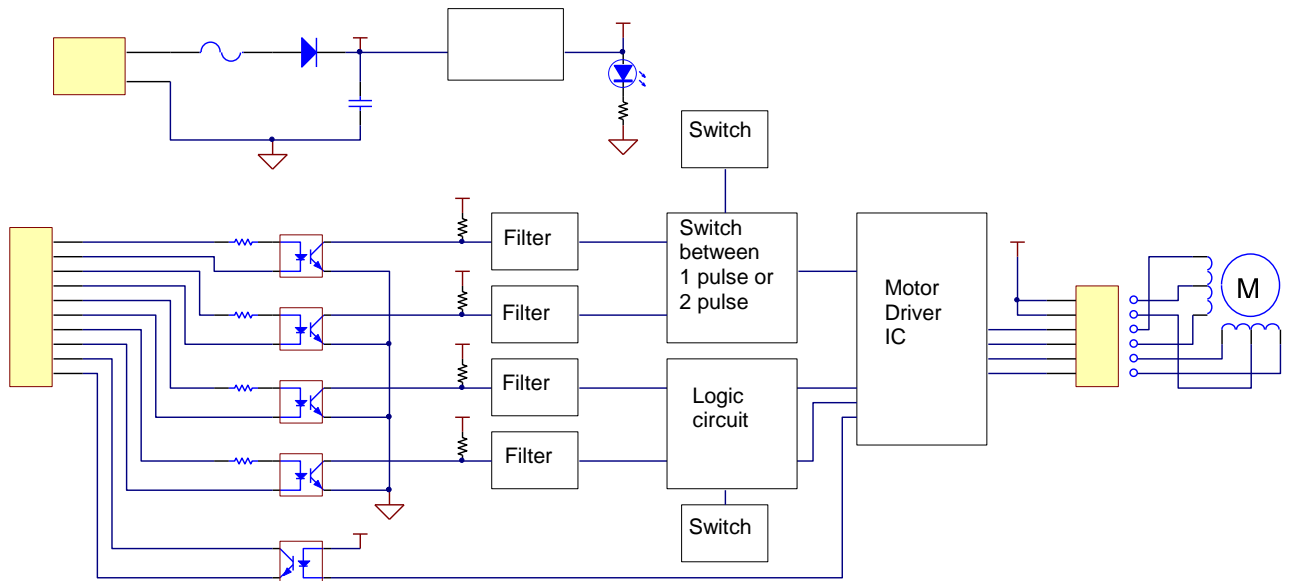 Switch
Filter
Switch
between
1 pulse or
2 pulse
Motor
Driver
IC
M
Filter
Filter
Logic
circuit
Filter
Switch